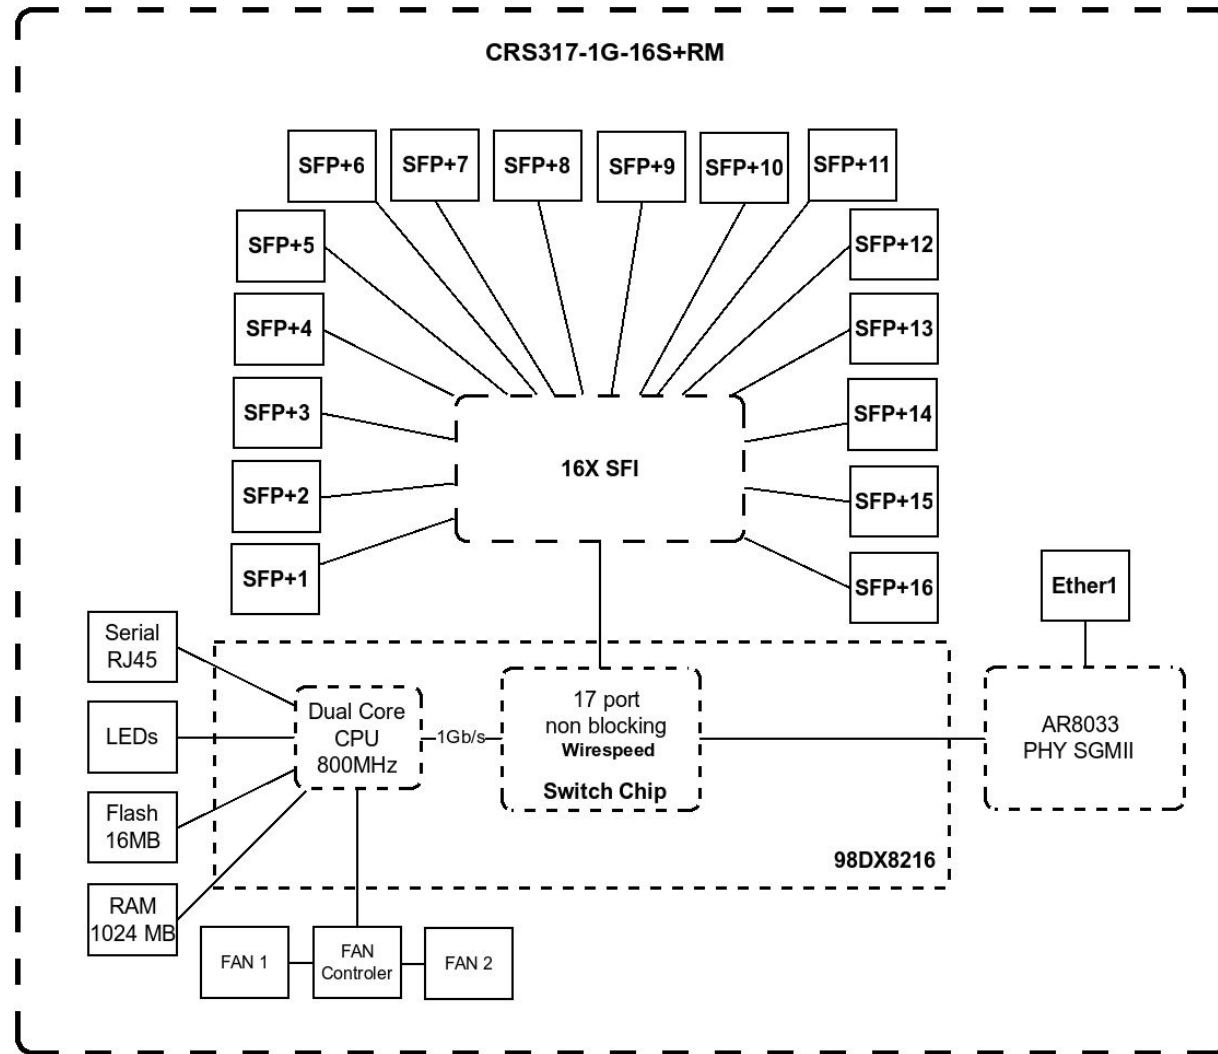 CRS317-1G-16S+RM
SFP+6
SFP+7
SFP+8
SFP+9
SFP+10
SFP+11
SFP+5
SFP+12
SFP+4
SFP+13
SFP+3
SFP+14
16X SFI
SFP+2
SFP+15
SFP+1
SFP+16
Ether1
Serial
RJ45
LEDs
Flash
16MB
RAM
1024 MB
Dual Core
CPU
800MHz
1Gb/s
17 port
non blocking
Wirespeed
Switch Chip
98DX8216
AR8033
PHY SGMII
FAN 1
FAN
Controler
FAN 2